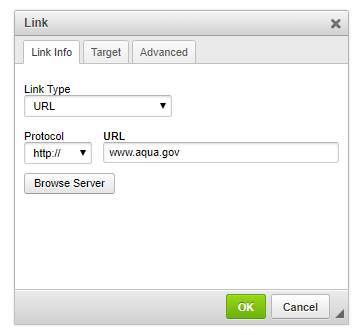 Link
Link Info Target Advanced
Link Type
URL
Protocol URL
http:// www.aqua.gov
Browse Server
OK Cancel